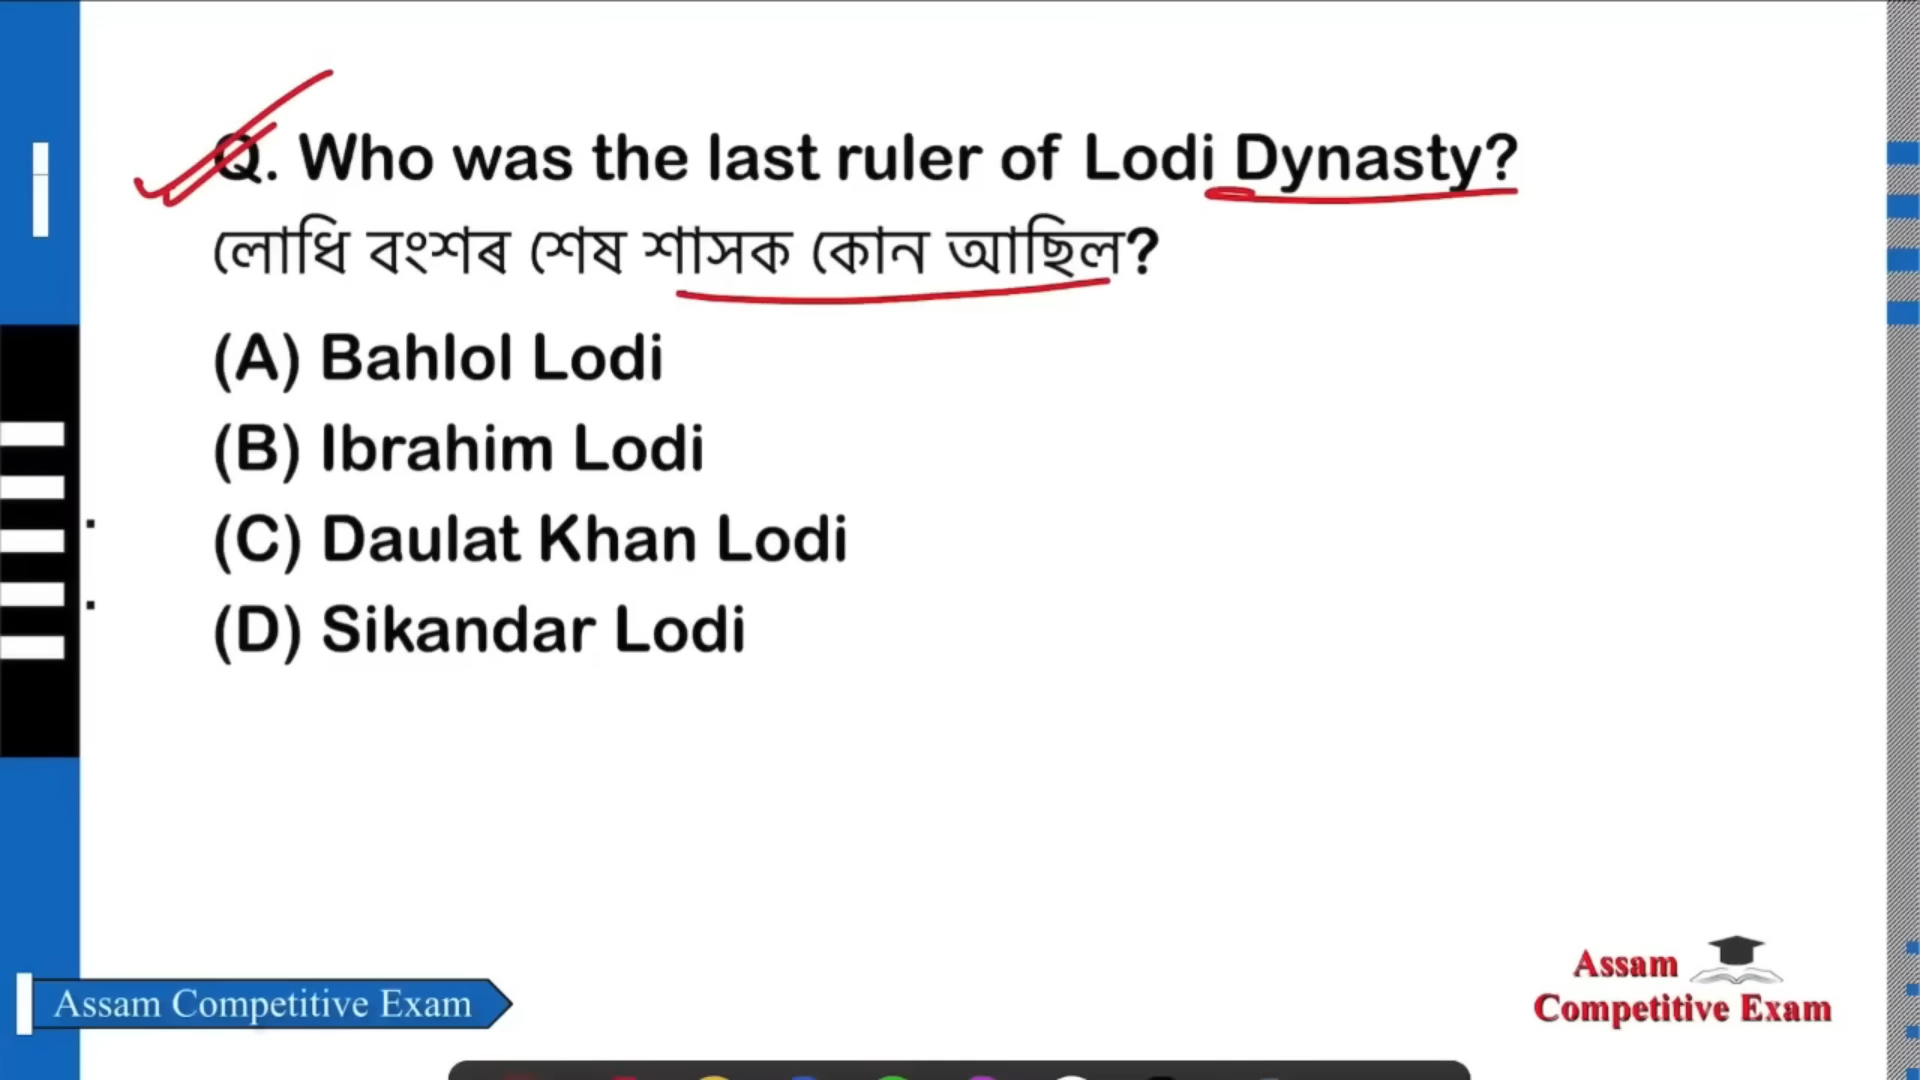 Q. Who was the last ruler of Lodi Dynasty?
লোধি বংশৰ শেষ শাসক কোন আছিল?
(A) Bahlol Lodi
(B) Ibrahim Lodi
(C) Daulat Khan Lodi
(D) Sikandar Lodi
Assam Competitive Exam
Assam
Competitive Exam